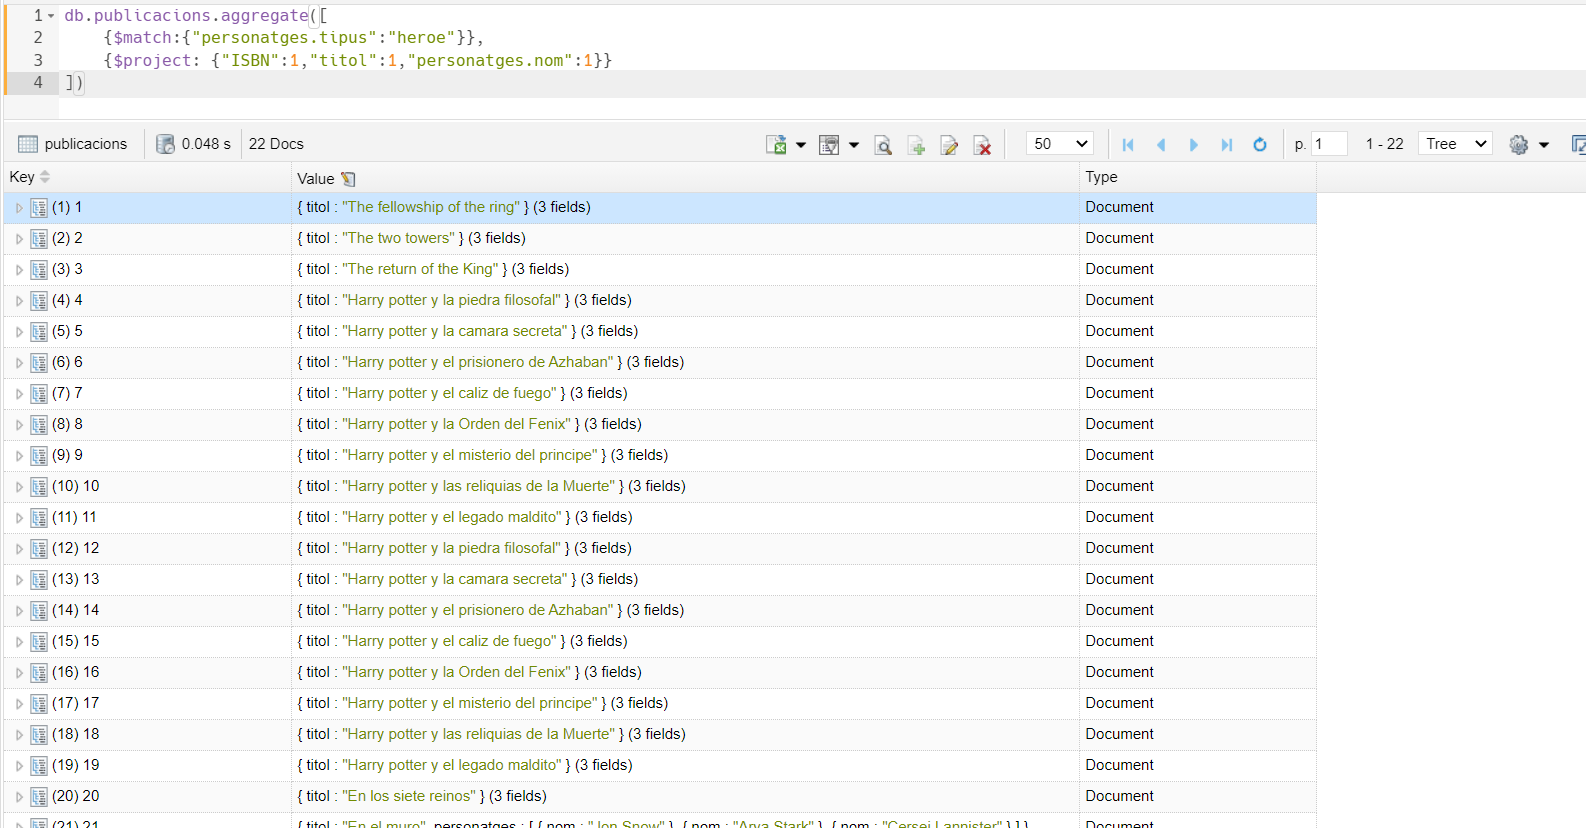 1 db.publicacions.aggregate([
2 {$match:{"personatges.tipus":"heroe"}},
3 {$project: {"ISBN":1,"titol":1,"personatges.nom":1}}
4 ])
publicacions 0.048 s 22 Docs 50 p. 1 1 - 22 Tree
Key Value Type
(1) 1 { titol : "The fellowship of the ring" } (3 fields) Document
(2) 2 { titol : "The two towers" } (3 fields) Document
(3) 3 { titol : "The return of the King" } (3 fields) Document
(4) 4 { titol : "Harry potter y la piedra filosofal" } (3 fields) Document
(5) 5 { titol : "Harry potter y la camara secreta" } (3 fields) Document
(6) 6 { titol : "Harry potter y el prisionero de Azhaban" } (3 fields) Document
(7) 7 { titol : "Harry potter y el caliz de fuego" } (3 fields) Document
(8) 8 { titol : "Harry potter y la Orden del Fenix" } (3 fields) Document
(9) 9 { titol : "Harry potter y el misterio del principe" } (3 fields) Document
(10) 10 { titol : "Harry potter y las reliquias de la Muerte" } (3 fields) Document
(11) 11 { titol : "Harry potter y el legado maldito" } (3 fields) Document
(12) 12 { titol : "Harry potter y la piedra filosofal" } (3 fields) Document
(13) 13 { titol : "Harry potter y la camara secreta" } (3 fields) Document
(14) 14 { titol : "Harry potter y el prisionero de Azhaban" } (3 fields) Document
(15) 15 { titol : "Harry potter y el caliz de fuego" } (3 fields) Document
(16) 16 { titol : "Harry potter y la Orden del Fenix" } (3 fields) Document
(17) 17 { titol : "Harry potter y el misterio del principe" } (3 fields) Document
(18) 18 { titol : "Harry potter y las reliquias de la Muerte" } (3 fields) Document
(19) 19 { titol : "Harry potter y el legado maldito" } (3 fields) Document
(20) 20 { titol : "En los siete reinos" } (3 fields) Document
(21) 21 { titol : "En el muro", personatges : [ { nom : "Jon Snow" }, { nom : "Arya Stark" }, { nom : "Cersei Lannister" } ] } Document